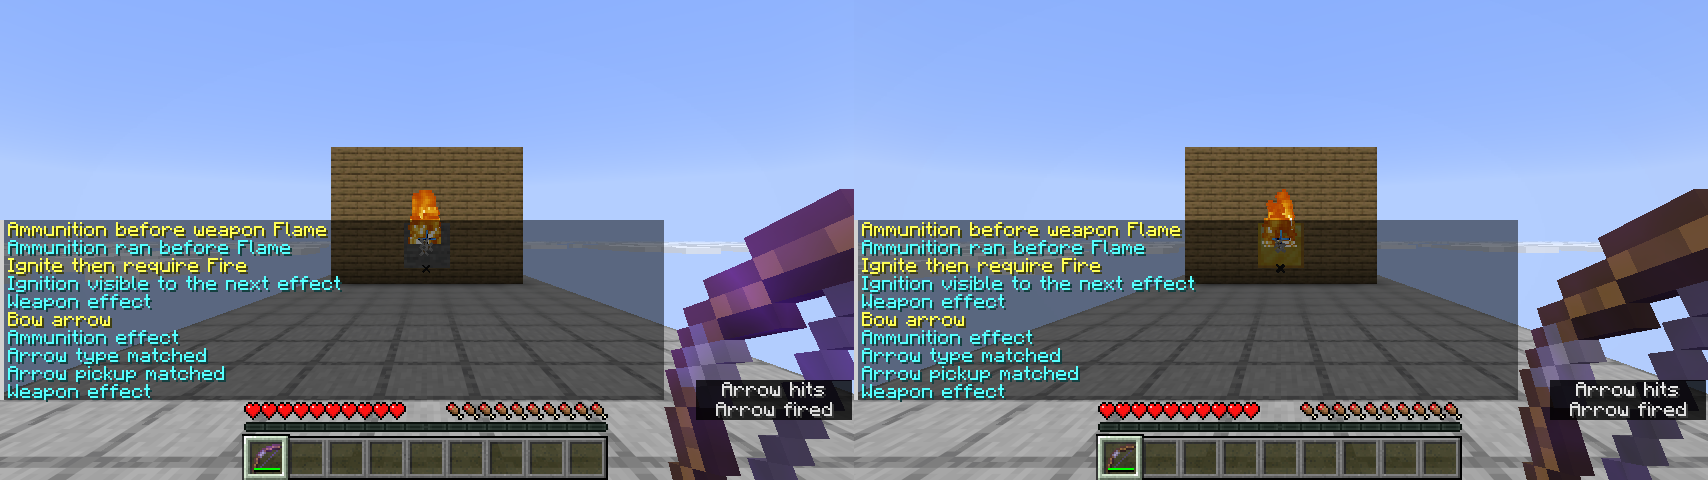 Ammunition before weapon Flame
Ammunition ran before Flame
Ignite then require Fire
Ignition visible to the next effect
Weapon effect
Bow arrow
Ammunition effect
Arrow type matched
Arrow pickup matched
Weapon effect
Arrow hits
Arrow fired
Ammunition before weapon Flame
Ammunition ran before Flame
Ignite then require Fire
Ignition visible to the next effect
Weapon effect
Bow arrow
Ammunition effect
Arrow type matched
Arrow pickup matched
Weapon effect
Arrow hits
Arrow fired